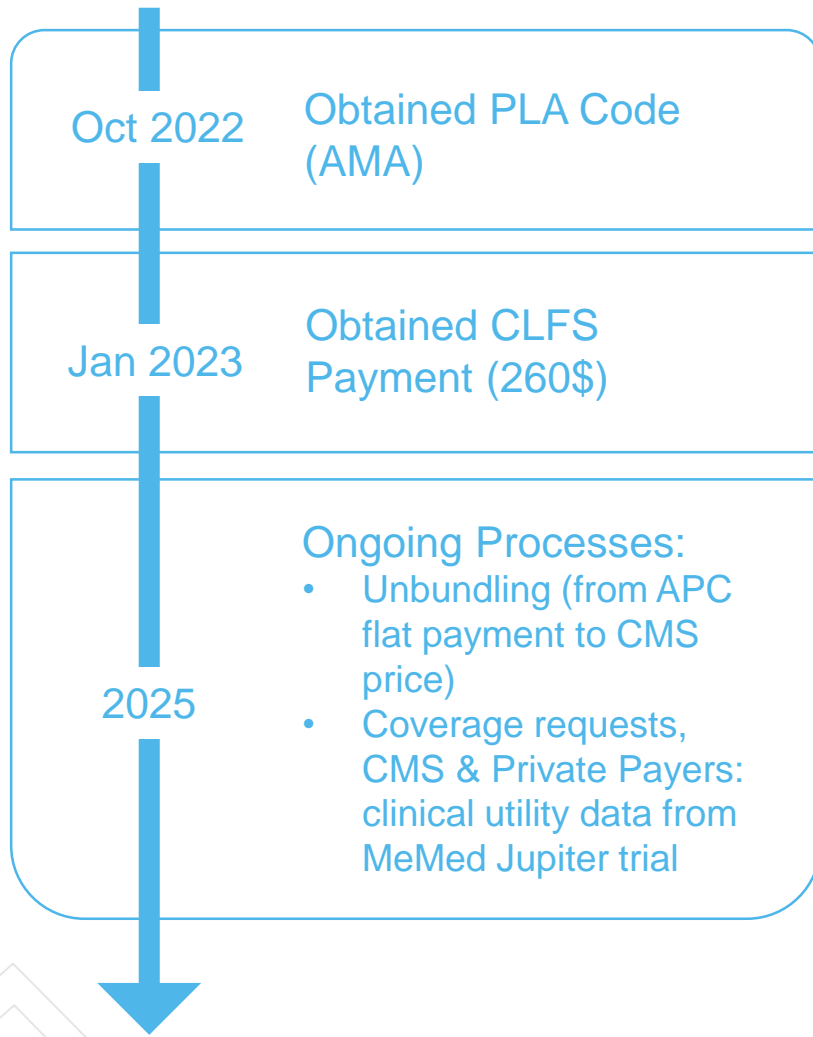 Oct 2022
Obtained PLA Code
(AMA)
Jan 2023
Obtained CLFS
Payment (260$)
2025
Ongoing Processes:
• Unbundling (from APC
flat payment to CMS
price)
• Coverage requests,
CMS & Private Payers:
clinical utility data from
MeMed Jupiter trial